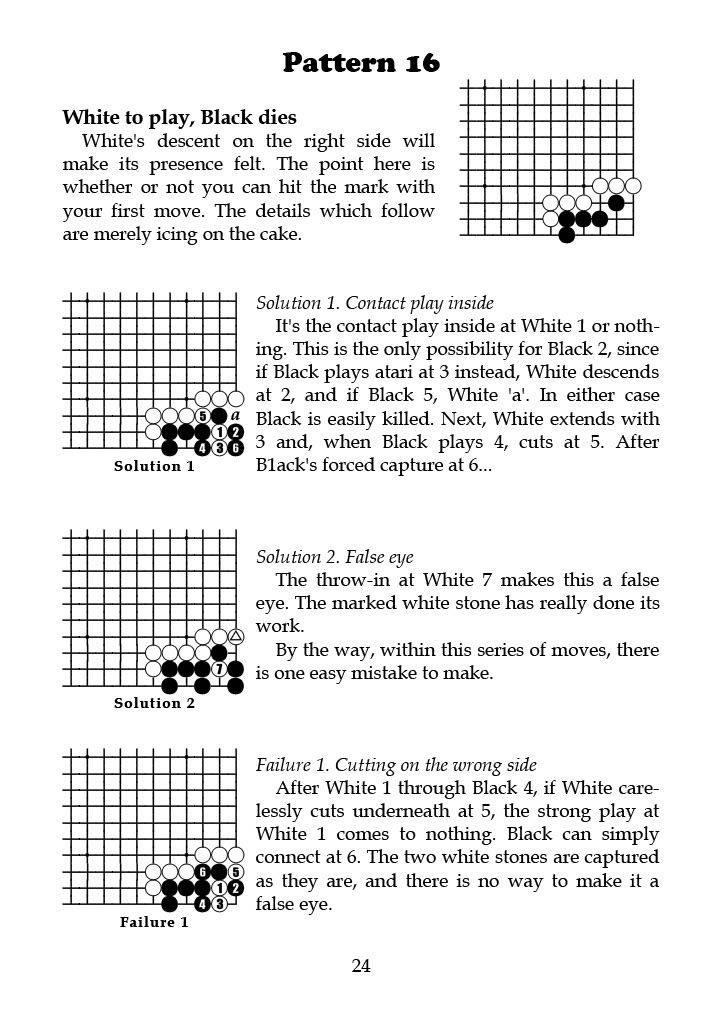 Pattern 16
White to play, Black dies
White's descent on the right side will
make its presence felt. The point here is
whether or not you can hit the mark with
your first move. The details which follow
are merely icing on the cake.
Solution 1. Contact play inside
It's the contact play inside at White 1 or noth-
ing. This is the only possibility for Black 2, since
if Black plays atari at 3 instead, White descends
at 2, and if Black 5, White 'a'. In either case
Black is easily killed. Next, White extends with
3 and, when Black plays 4, cuts at 5. After
B1ack's forced capture at 6...
5 a
1 2
4 3 6
Solution 1
Solution 2. False eye
The throw-in at White 7 makes this a false
eye. The marked white stone has really done its
work.
By the way, within this series of moves, there
is one easy mistake to make.
7
Solution 2
Failure 1. Cutting on the wrong side
After White 1 through Black 4, if White care-
lessly cuts underneath at 5, the strong play at
White 1 comes to nothing. Black can simply
connect at 6. The two white stones are captured
as they are, and there is no way to make it a
false eye.
6 5
1 2
4 3
Failure 1
24